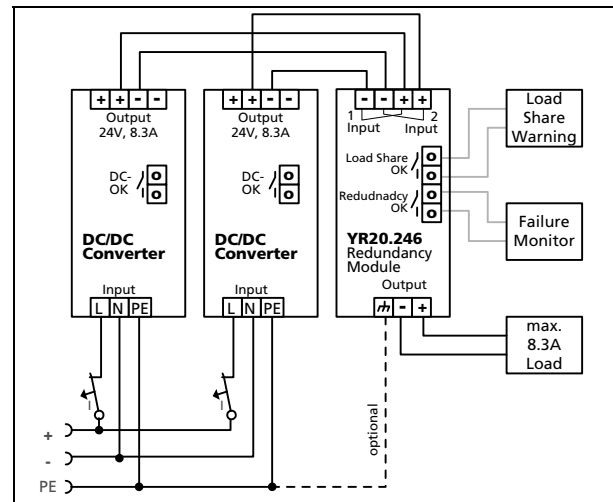 + + - -
Output
24V, 8.3A
DC-
OK
DC/DC
Converter
Input
L N PE
+ + - -
Output
24V, 8.3A
DC-
OK
DC/DC
Converter
Input
L N PE
- - + +
1 2
Input Input
Load Share
OK
Redudnadcy
OK
YR20.246
Redundancy
Module
Output
- +
Load
Share
Warning
Failure
Monitor
max.
8.3A
Load
I
I
optional
+
-
PE